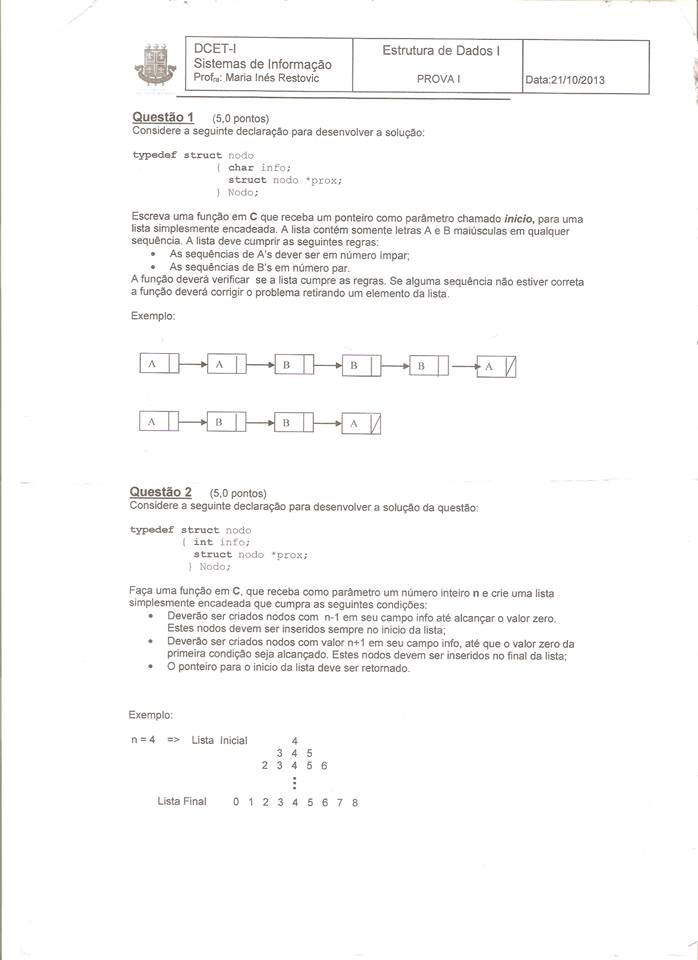 DCET-I
Sistemas de Informação
Profra: Maria Inés Restovic
Estrutura de Dados I
PROVA I
Data:21/10/2013
Questão 1 (5,0 pontos)
Considere a seguinte declaração para desenvolver a solução:
typedef struct nodo
{ char info;
struct nodo *prox;
} Nodo;
Escreva uma função em C que receba um ponteiro como parâmetro chamado inicio, para uma
lista simplesmente encadeada. A lista contém somente letras A e B maiúsculas em qualquer
sequência. A lista deve cumprir as seguintes regras:
• As sequências de A's dever ser em número Impar;
• As sequências de B's em número par.
A função deverá verificar se a lista cumpre as regras. Se alguma sequência não estiver correta
a função deverá corrigir o problema retirando um elemento da lista.
Exemplo:
A A B B B A
A B B A
Questão 2 (5,0 pontos)
Considere a seguinte declaração para desenvolver a solução da questão:
typedef struct nodo
{ int info;
struct nodo *prox;
} Nodo;
Faça uma função em C, que receba como parâmetro um número inteiro n e crie uma lista
simplesmente encadeada que cumpra as seguintes condições:
• Deverão ser criados nodos com n-1 em seu campo info até alcançar o valor zero.
Estes nodos devem ser inseridos sempre no inicio da lista;
• Deverão ser criados nodos com valor n+1 em seu campo info, até que o valor zero da
primeira condição seja alcançado. Estes nodos devem ser inseridos no final da lista;
• O ponteiro para o inicio da lista deve ser retornado.
Exemplo:
n = 4 => Lista Inicial 4
3 4 5
2 3 4 5 6
Lista Final 0 1 2 3 4 5 6 7 8